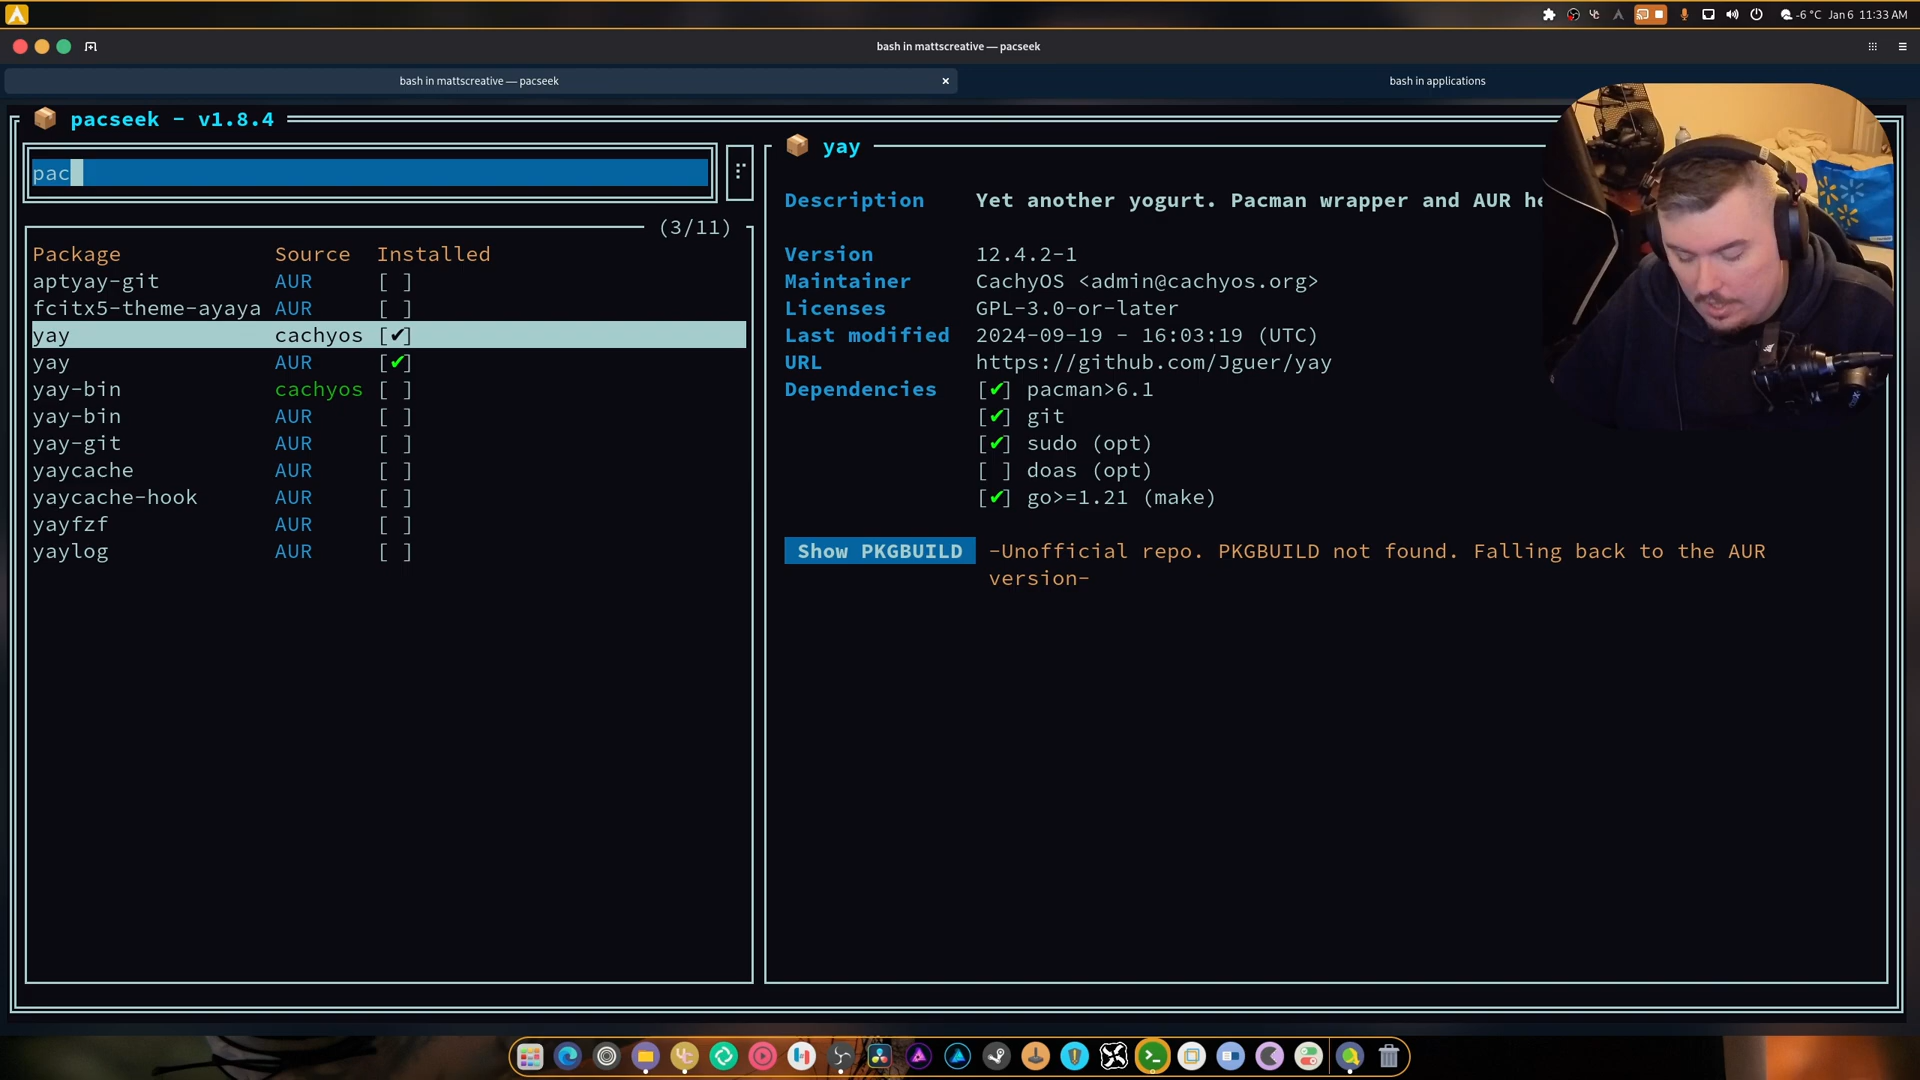 -6 °C Jan 6 11:33 AM
bash in mattscreative — pacseek
bash in mattscreative — pacseek
bash in applications
pacseek - v1.8.4
pac
yay
Description Yet another yogurt. Pacman wrapper and AUR he
(3/11)
Package Source Installed
aptyay-git AUR [ ]
fcitx5-theme-ayaya AUR [ ]
yay cachyos [✔]
yay AUR [✔]
yay-bin cachyos [ ]
yay-bin AUR [ ]
yay-git AUR [ ]
yaycache AUR [ ]
yaycache-hook AUR [ ]
yayfzf AUR [ ]
yaylog AUR [ ]
Version 12.4.2-1
Maintainer CachyOS <admin@cachyos.org>
Licenses GPL-3.0-or-later
Last modified 2024-09-19 - 16:03:19 (UTC)
URL https://github.com/Jguer/yay
Dependencies [✔] pacman>6.1
[✔] git
[✔] sudo (opt)
[ ] doas (opt)
[✔] go>=1.21 (make)
Show PKGBUILD -Unofficial repo. PKGBUILD not found. Falling back to the AUR
version-